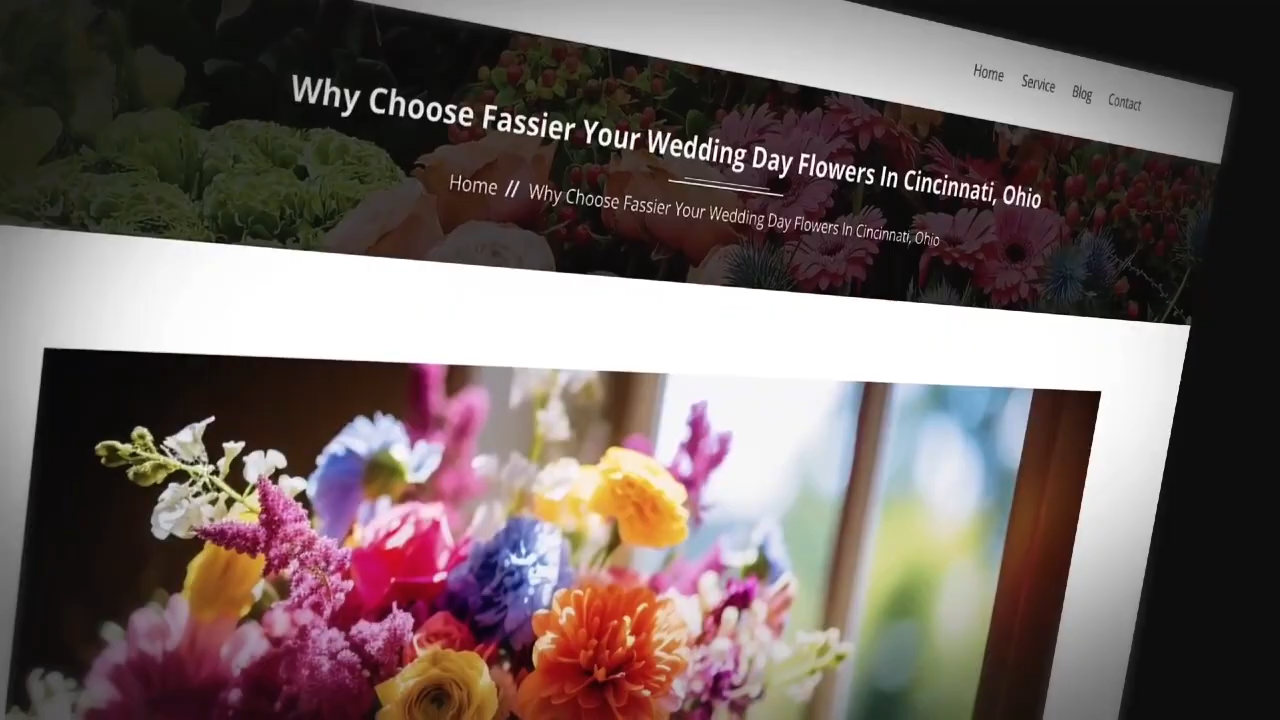 Home Service Blog Contact
Why Choose Fassier Your Wedding Day Flowers In Cincinnati, Ohio
Home // Why Choose Fassier Your Wedding Day Flowers In Cincinnati, Ohio